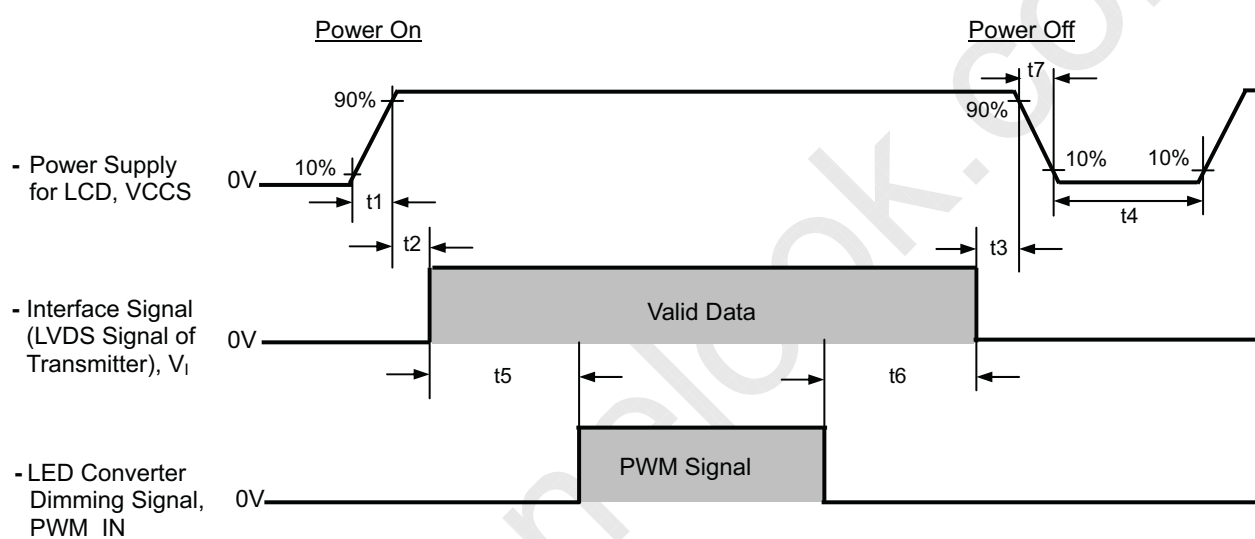 Power On
Power Off
t7
90%
90%
10%
10%
10%
- Power Supply
for LCD, VCCS
0V
t1
t4
t2
t3
- Interface Signal
(LVDS Signal of
Transmitter), VI
0V
Valid Data
t5
t6
- LED Converter
Dimming Signal,
PWM_IN
0V
PWM Signal